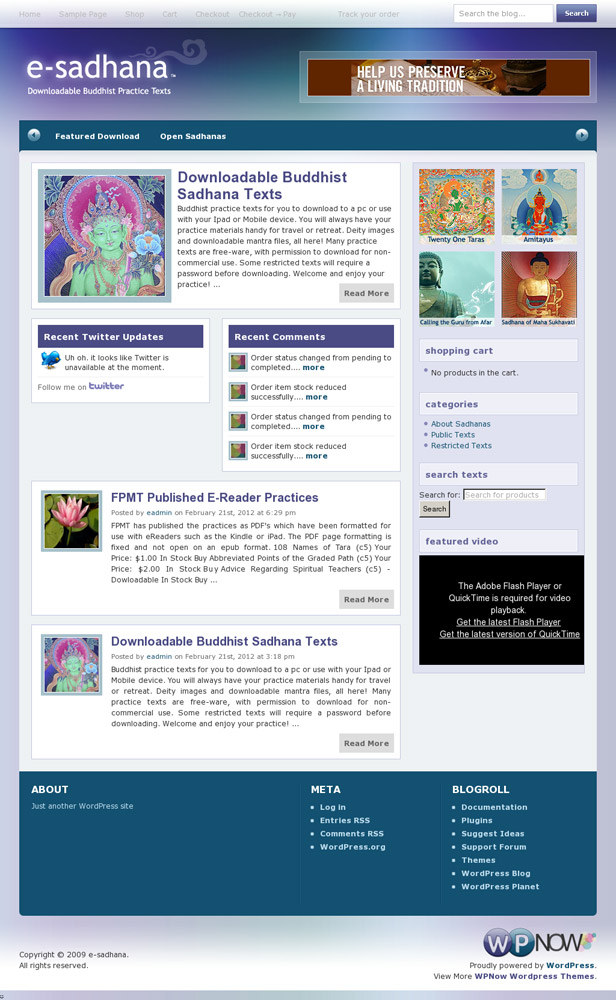 Home Sample Page Shop Cart Checkout Checkout → Pay Track your order
Search the blog... Search
e-sadhana™
Downloadable Buddhist Practice Texts
HELP US PRESERVE
A LIVING TRADITION
Featured Download Open Sadhanas
Downloadable Buddhist
Sadhana Texts
Buddhist practice texts for you to download to a pc or use
with your Ipad or Mobile device. You will always have your
practice materials handy for travel or retreat. Deity images
and downloadable mantra files, all here! Many practice
texts are free-ware, with permission to download for non-
commercial use. Some restricted texts will require a
password before downloading. Welcome and enjoy your
practice! ...
Read More
Recent Twitter Updates
Uh oh. it looks like Twitter is
unavailable at the moment.
Follow me on twitter
Recent Comments
Order status changed from pending to
completed.... more
Order item stock reduced
successfully.... more
Order status changed from pending to
completed.... more
Order item stock reduced
successfully.... more
FPMT Published E-Reader Practices
Posted by eadmin on February 21st, 2012 at 6:29 pm
FPMT has published the practices as PDF's which have been formatted for
use with eReaders such as the Kindle or iPad. The PDF page formatting is
fixed and not open on an epub format. 108 Names of Tara (c5) Your
Price: $1.00 In Stock Buy Abbreviated Points of the Graded Path (c5) Your
Price: $2.00 In Stock Buy Advice Regarding Spiritual Teachers (c5) -
Dowloadable In Stock Buy ...
Read More
Downloadable Buddhist Sadhana Texts
Posted by eadmin on February 21st, 2012 at 3:18 pm
Buddhist practice texts for you to download to a pc or use with your Ipad or
Mobile device. You will always have your practice materials handy for travel
or retreat. Deity images and downloadable mantra files, all here! Many
practice texts are free-ware, with permission to download for non-
commercial use. Some restricted texts will require a password before
downloading. Welcome and enjoy your practice! ...
Read More
Twenty One Taras
Amitayus
Calling the Guru from Afar
Sadhana of Maha Sukhavati
shopping cart
No products in the cart.
categories
About Sadhanas
Public Texts
Restricted Texts
search texts
Search for: Search for products
Search
featured video
The Adobe Flash Player or
QuickTime is required for video
playback.
Get the latest Flash Player
Get the latest version of QuickTime
ABOUT
Just another WordPress site
META
Log in
Entries RSS
Comments RSS
WordPress.org
BLOGROLL
Documentation
Plugins
Suggest Ideas
Support Forum
Themes
WordPress Blog
WordPress Planet
Copyright © 2009 e-sadhana.
All rights reserved.
WPNOW
Proudly powered by WordPress.
View More WPNow Wordpress Themes.